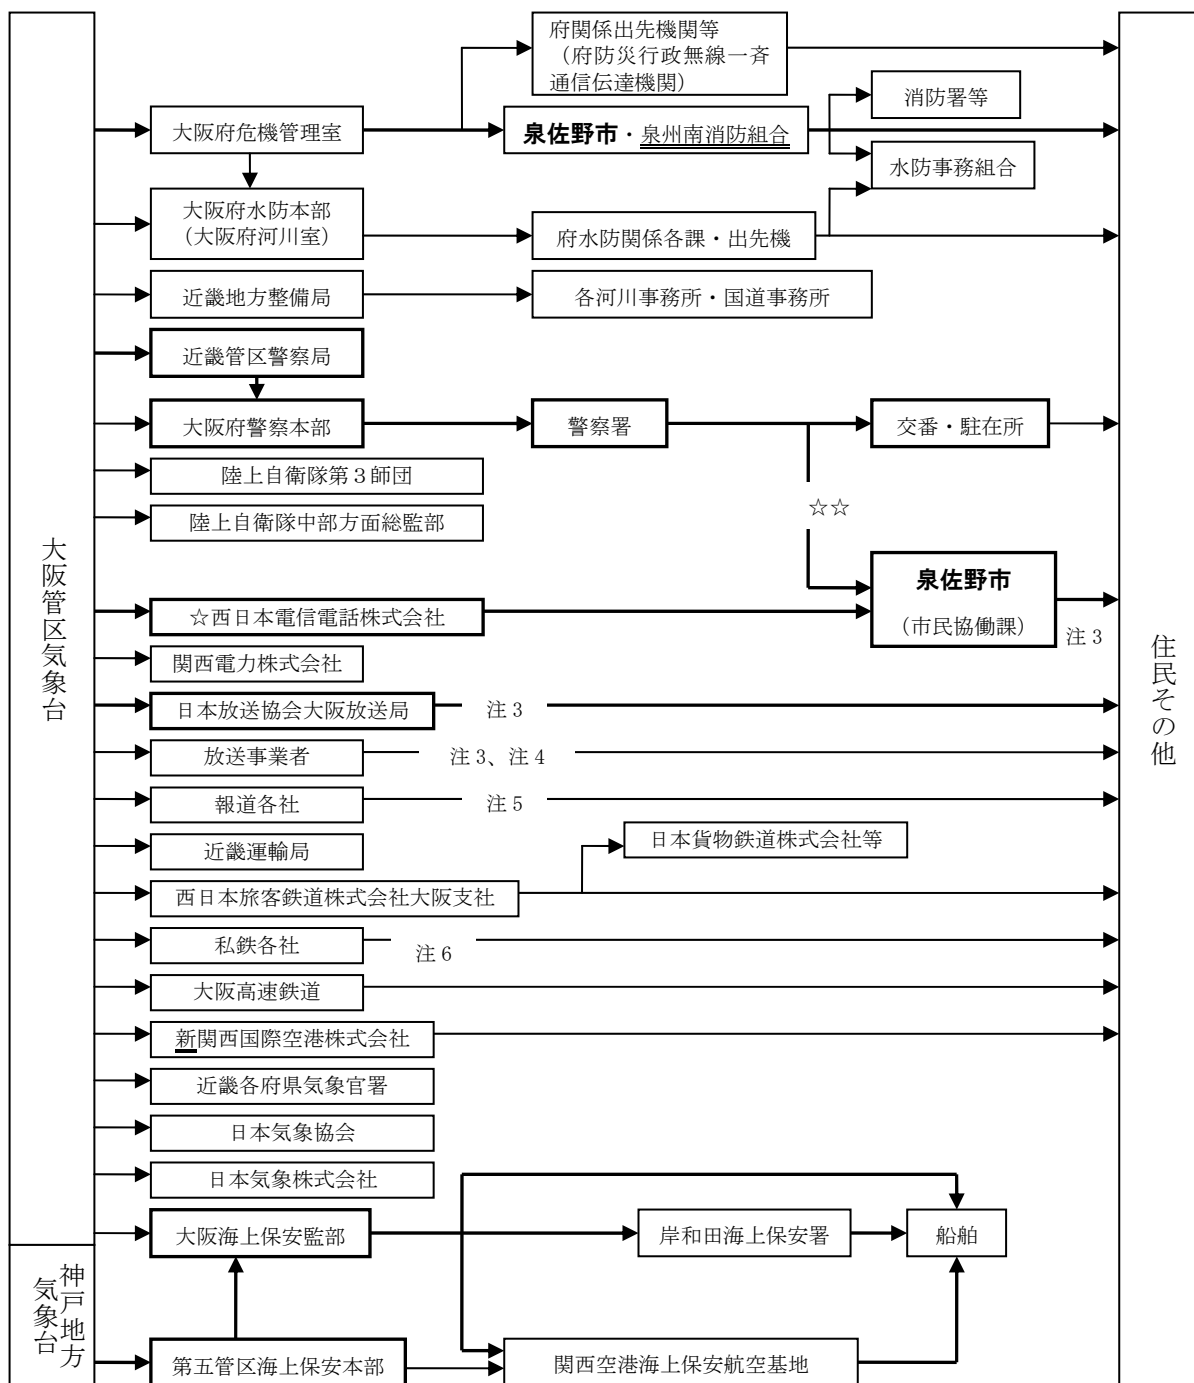 大阪管区気象台
神戸地方
気象台
府関係出先機関等
（府防災行政無線一斉
通信伝達機関）
消防署等
大阪府危機管理室
泉佐野市・泉州南消防組合
水防事務組合
大阪府水防本部
（大阪府河川室）
府水防関係各課・出先機
近畿地方整備局
各河川事務所・国道事務所
近畿管区警察局
大阪府警察本部
警察署
交番・駐在所
陸上自衛隊第３師団
陸上自衛隊中部方面総監部
☆☆
泉佐野市
（市民協働課）
注３
☆西日本電信電話株式会社
関西電力株式会社
日本放送協会大阪放送局
注３
放送事業者
注３、注４
報道各社
注５
近畿運輸局
日本貨物鉄道株式会社等
西日本旅客鉄道株式会社大阪支社
私鉄各社
注６
大阪高速鉄道
新関西国際空港株式会社
近畿各府県気象官署
日本気象協会
日本気象株式会社
大阪海上保安監部
岸和田海上保安署
船舶
第五管区海上保安本部
関西空港海上保安航空基地
住民その他